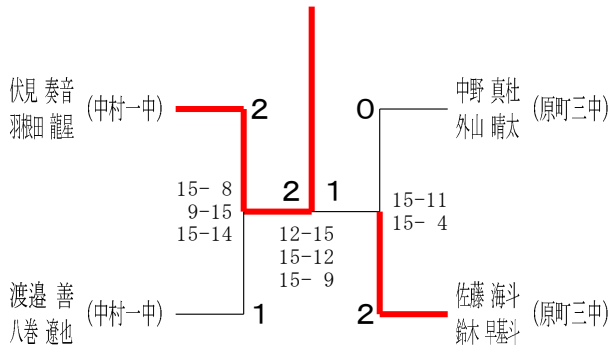 伏見 奏音
羽根田 龍星
(中村一中)
2
中野 真杜
外山 晴太
(原町三中)
0
15- 8
9-15
15-14
2
1
12-15
15-12
15- 9
15-11
15- 4
渡邉 善
八巻 遼也
(中村一中)
1
佐藤 海斗
鈴木 早基斗
(原町三中)
2